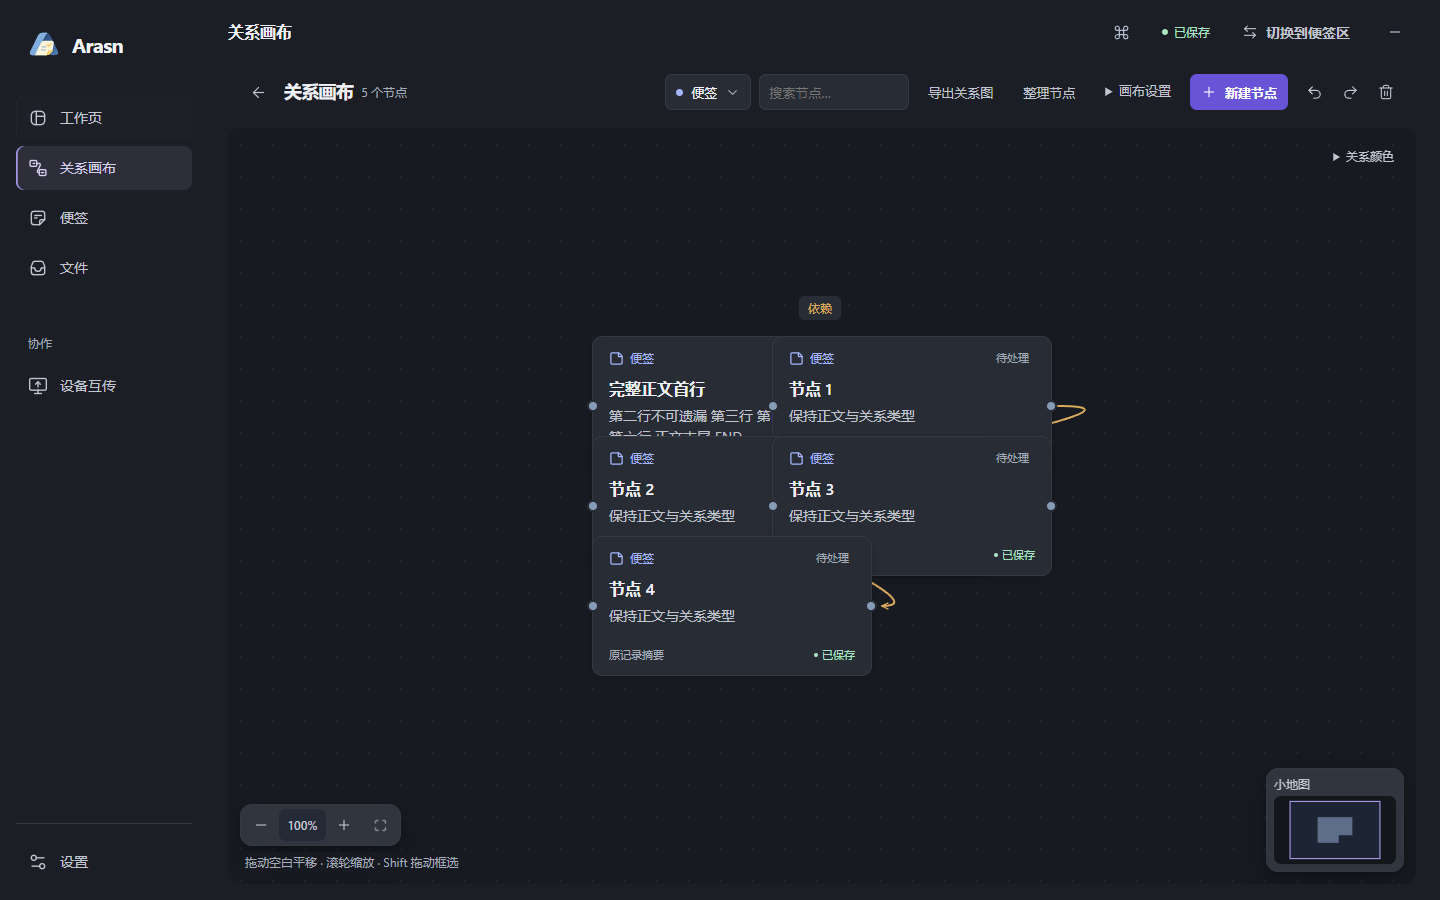 Arasn
工作页
关系画布
便签
文件
协作
设备互传
设置
关系画布
已保存
切换到便签区
关系画布 5 个节点
便签
搜索节点...
导出关系图
整理节点
画布设置
新建节点
关系颜色
依赖
便签
完整正文首行
第二行不可遗漏 第三行 第
便签
待处理
节点 1
保持正文与关系类型
便签
节点 2
保持正文与关系类型
便签
待处理
节点 3
保持正文与关系类型
已保存
便签
待处理
节点 4
保持正文与关系类型
原记录摘要
已保存
100%
拖动空白平移 · 滚轮缩放 · Shift 拖动框选
小地图